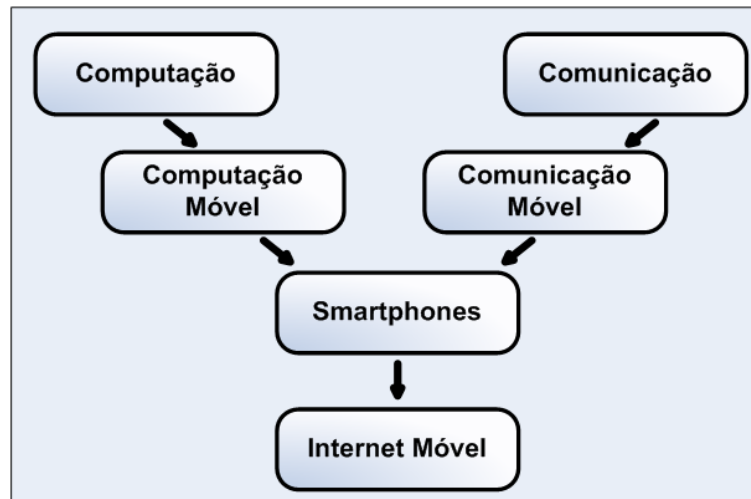 Computação
Comunicação
Computação
Móvel
Comunicação
Móvel
Smartphones
Internet Móvel